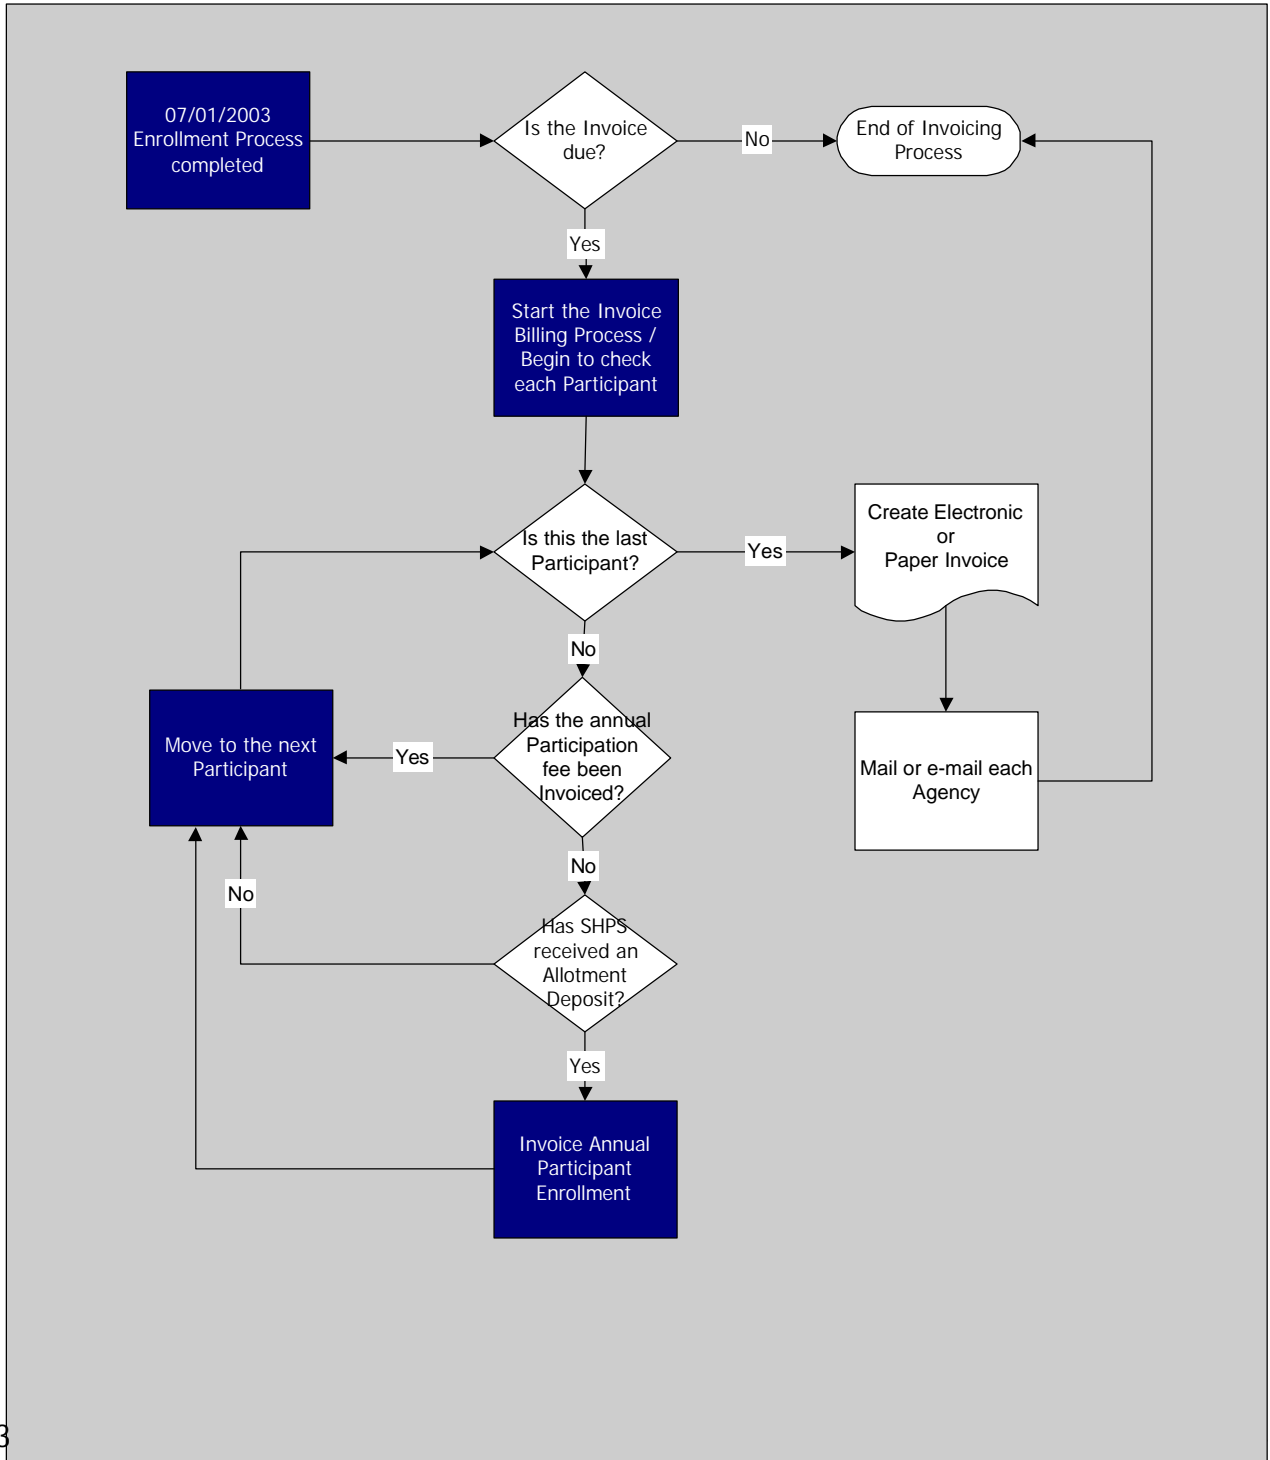 07/01/2003
Enrollment Process
completed
Is the Invoice
due?
No
End of Invoicing
Process
Yes
Start the Invoice
Billing Process /
Begin to check
each Participant
Is this the last
Participant?
Yes
Create Electronic
or
Paper Invoice
No
Move to the next
Participant
Yes
Has the annual
Participation
fee been
Invoiced?
Mail or e-mail each
Agency
No
No
Has SHPS
received an
Allotment
Deposit?
Yes
Invoice Annual
Participant
Enrollment
3